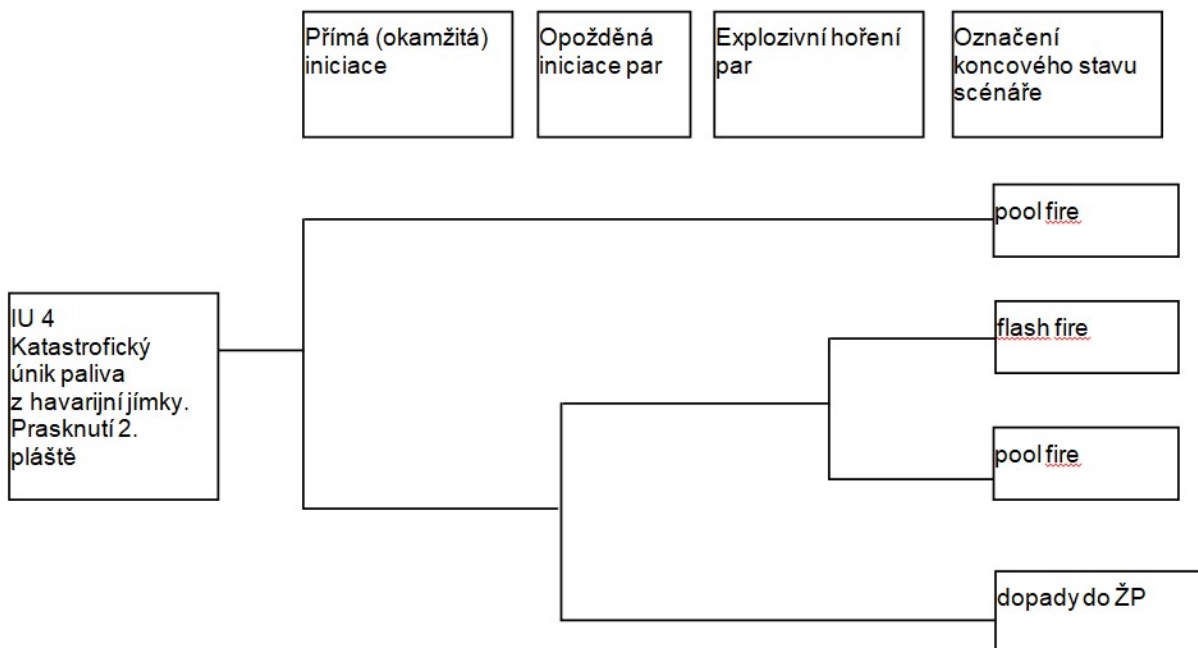 Přímá (okamžitá)
iniciace
Opožděná
iniciace par
Explozivní hoření
par
Označení
koncového stavu
scénáře
pool fire
IU 4
Katastrofický
únik paliva
z havarijní jímky.
Prasknutí 2.
pláště
flash fire
pool fire
dopady do ŽP